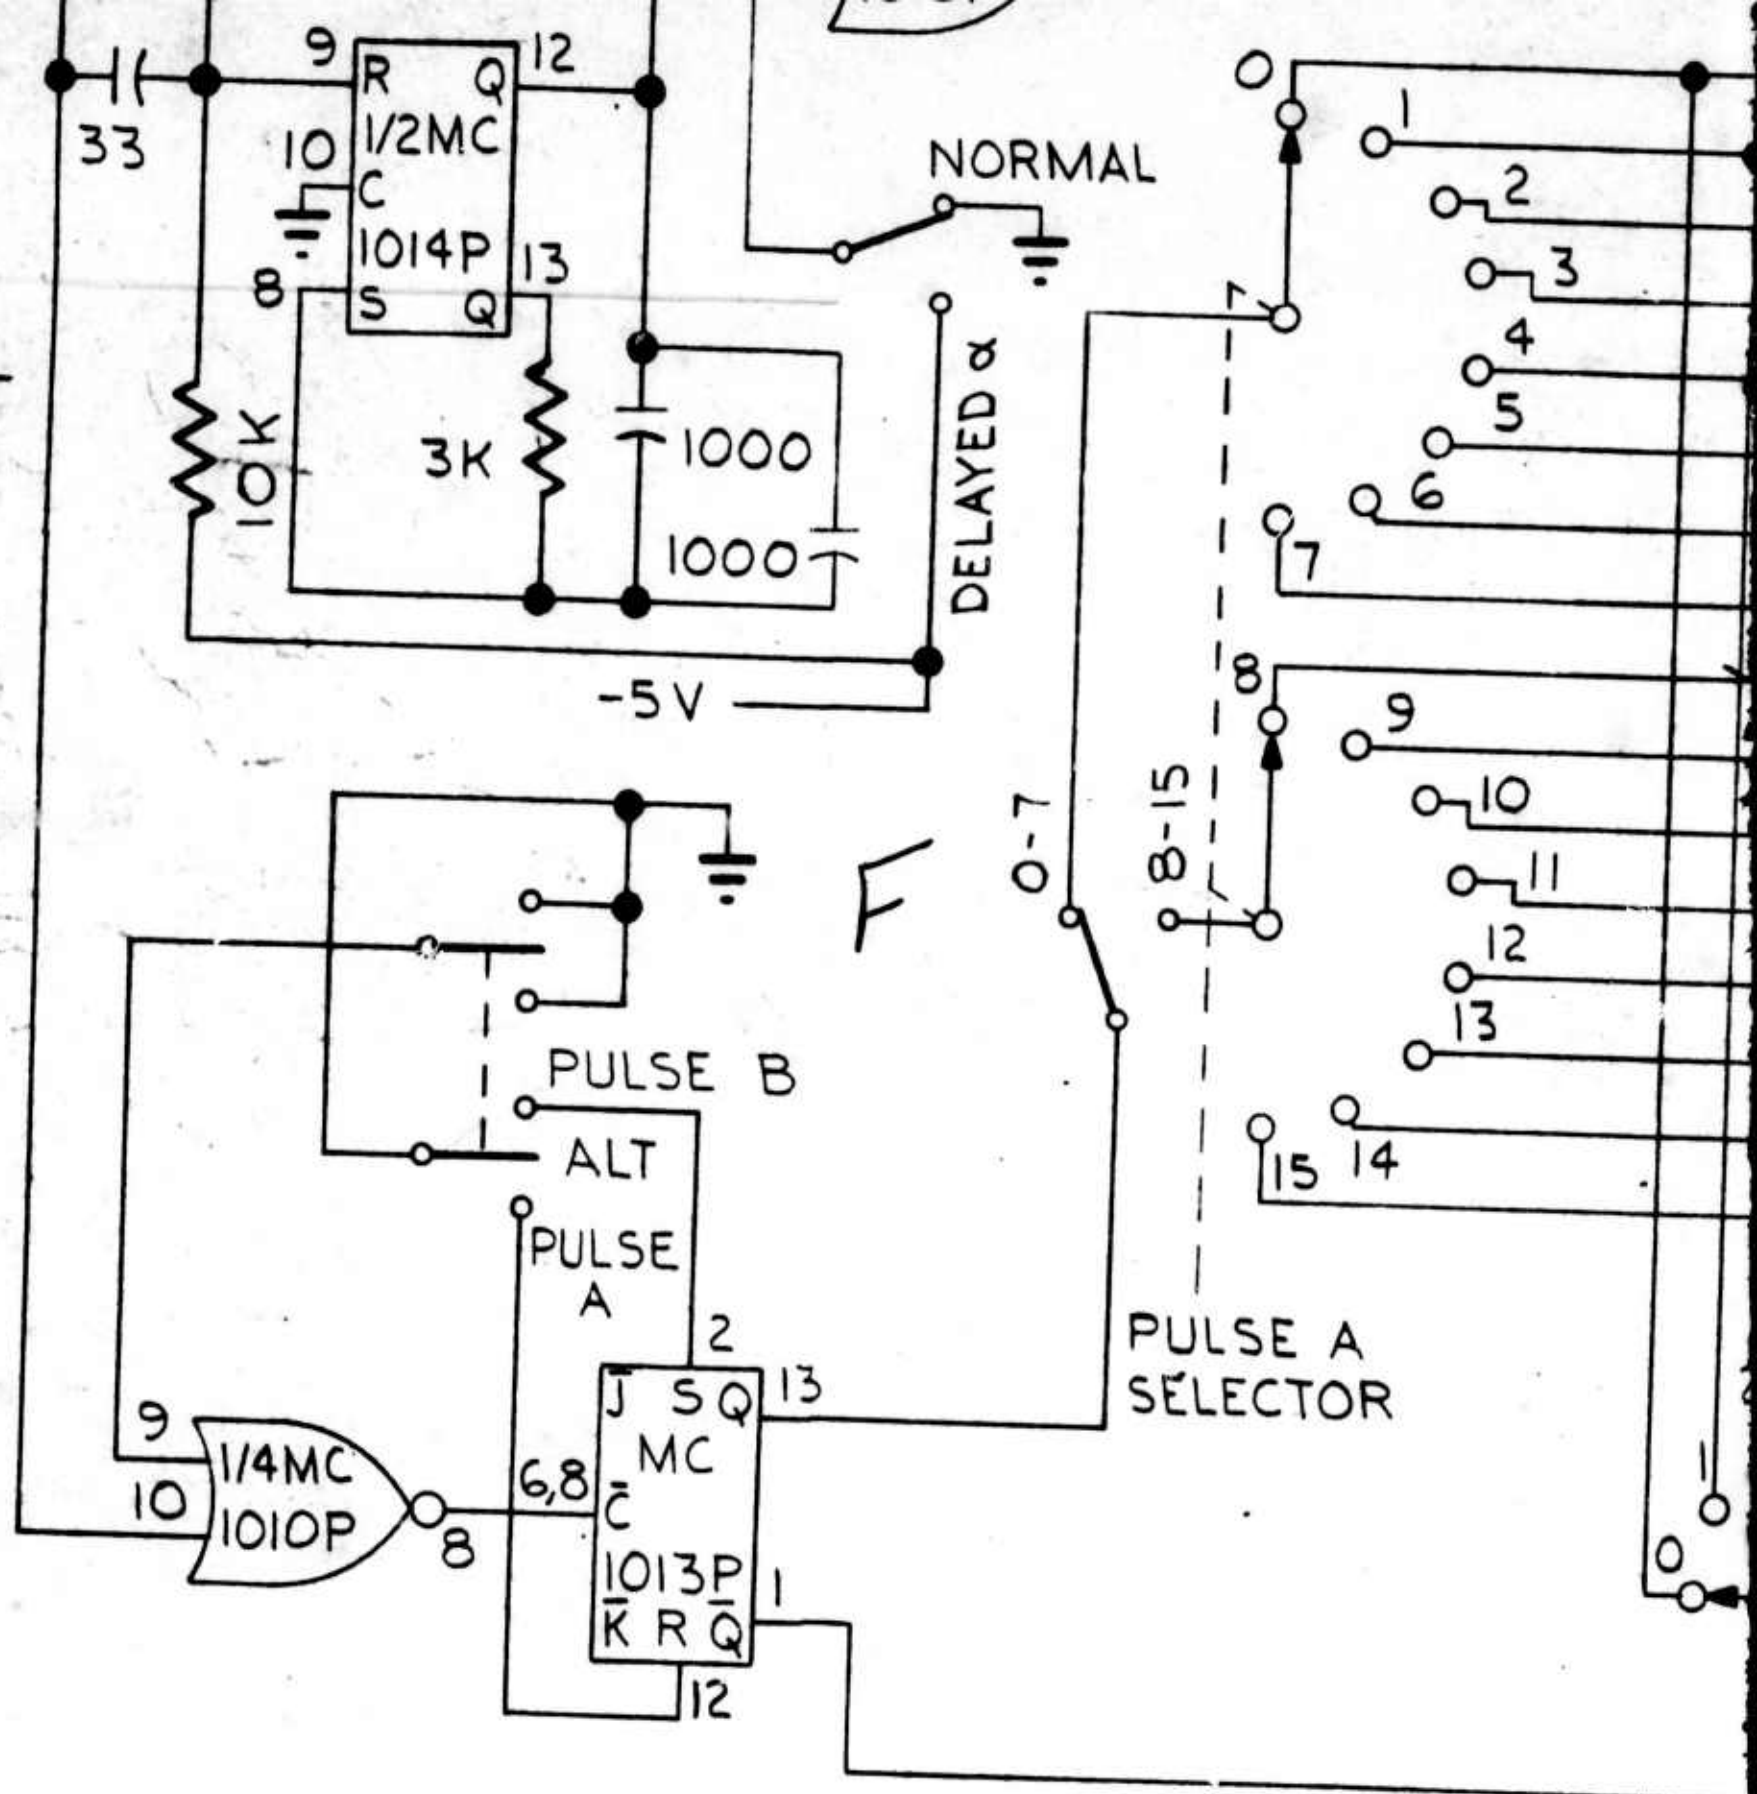 9
12
R
Q
33
1/2MC
10
C
1014P
13
8
S
Q
NORMAL
0
1
2
3
4
5
6
7
10K
3K
1000
1000
DELAYED α
-5V
8
9
10
11
12
13
14
15
0-7
8-15
F
PULSE B
ALT
PULSE
A
PULSE A
SELECTOR
2
J̅ S Q
13
MC
6,8
C̅
1013P
K̅ R Q̅
1
12
9
10
1/4MC
1010P
8
1
0